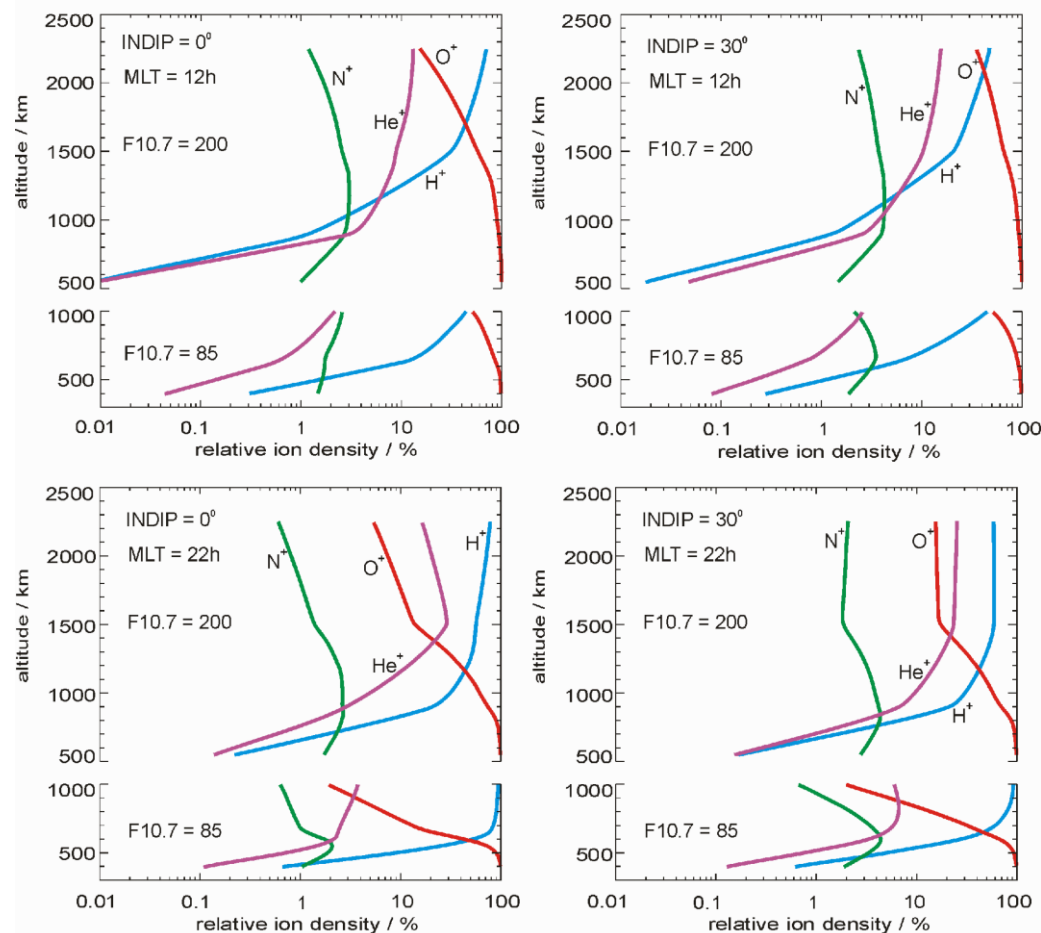 2500
2000
1500
1000
500
altitude / km
INDIP = 0⁰
MLT = 12h
F10.7 = 200
N⁺
He⁺
O⁺
H⁺
1000
500
F10.7 = 85
0.01
0.1
1
10
100
relative ion density / %
2500
2000
1500
1000
500
altitude / km
INDIP = 30⁰
MLT = 12h
F10.7 = 200
N⁺
He⁺
O⁺
H⁺
1000
500
F10.7 = 85
0.01
0.1
1
10
100
relative ion density / %
2500
2000
1500
1000
500
altitude / km
INDIP = 0⁰
MLT = 22h
F10.7 = 200
N⁺
O⁺
H⁺
He⁺
1000
500
F10.7 = 85
0.01
0.1
1
10
100
relative ion density / %
2500
2000
1500
1000
500
altitude / km
INDIP = 30⁰
MLT = 22h
F10.7 = 200
N⁺
O⁺
He⁺
H⁺
1000
500
F10.7 = 85
0.01
0.1
1
10
100
relative ion density / %